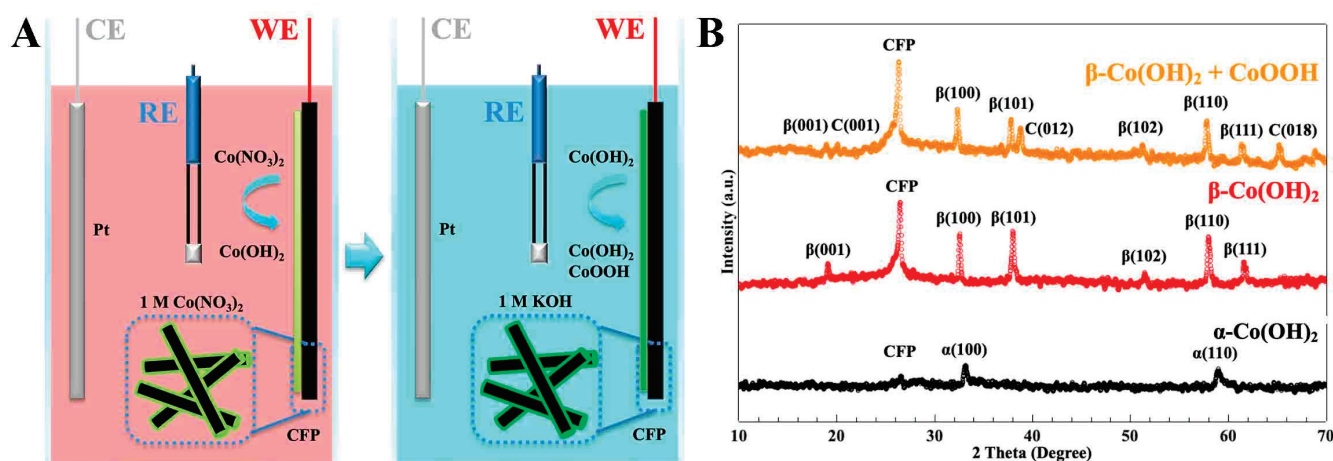 A
CE
WE
RE
Co(NO₃)₂
Pt
Co(OH)₂
1 M Co(NO₃)₂
CFP
CE
WE
RE
Co(OH)₂
Pt
Co(OH)₂
CoOOH
1 M KOH
CFP
B
CFP
β-Co(OH)₂ + CoOOH
β(100)
β(101)
β(110)
β(001) C(001)
C(012)
β(102)
β(111)
C(018)
CFP
β-Co(OH)₂
β(100)
β(101)
β(110)
β(001)
β(102)
β(111)
α-Co(OH)₂
CFP
α(100)
α(110)
Intensity (a.u.)
10 20 30 40 50 60 70
2 Theta (Degree)